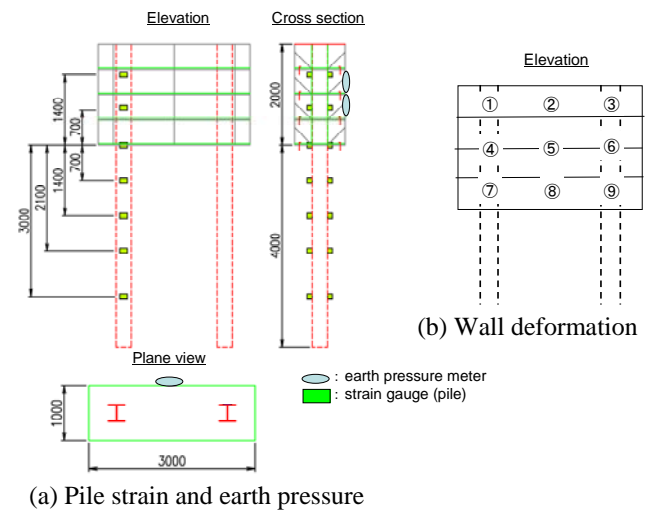 Elevation
Cross section
1400
700
700
1400
2100
3000
2000
4000
Plane view
1000
3000
: earth pressure meter
: strain gauge (pile)
(a) Pile strain and earth pressure
Elevation
① ② ③
④ ⑤ ⑥
⑦ ⑧ ⑨
(b) Wall deformation